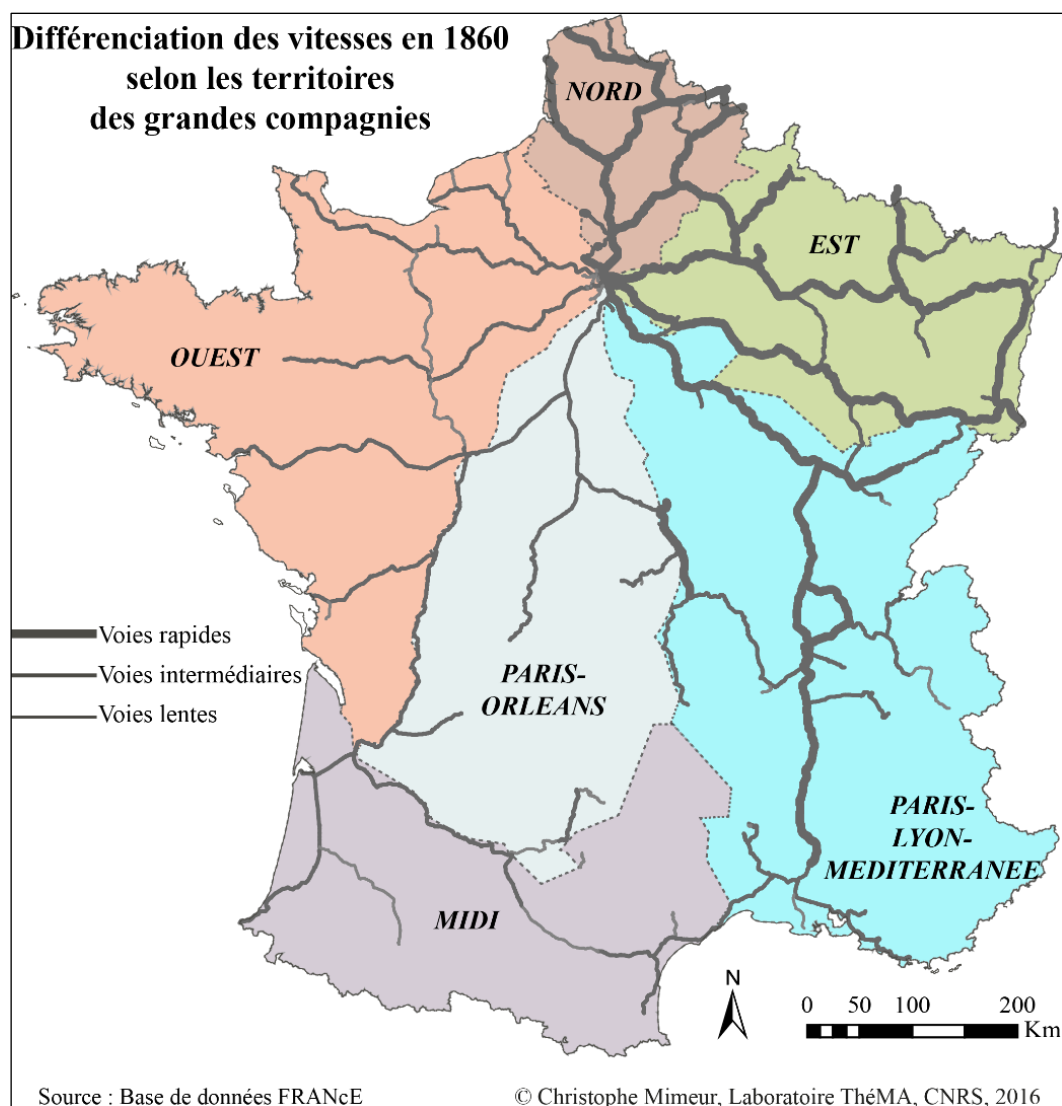 Différenciation des vitesses en 1860
selon les territoires
des grandes compagnies
NORD
EST
OUEST
Voies rapides
Voies intermédiaires
Voies lentes
PARIS-
ORLEANS
PARIS-
LYON-
MEDITERRANEE
MIDI
N
0 50 100 200
Km
Source : Base de données FRANcE
© Christophe Mimeur, Laboratoire ThéMA, CNRS, 2016